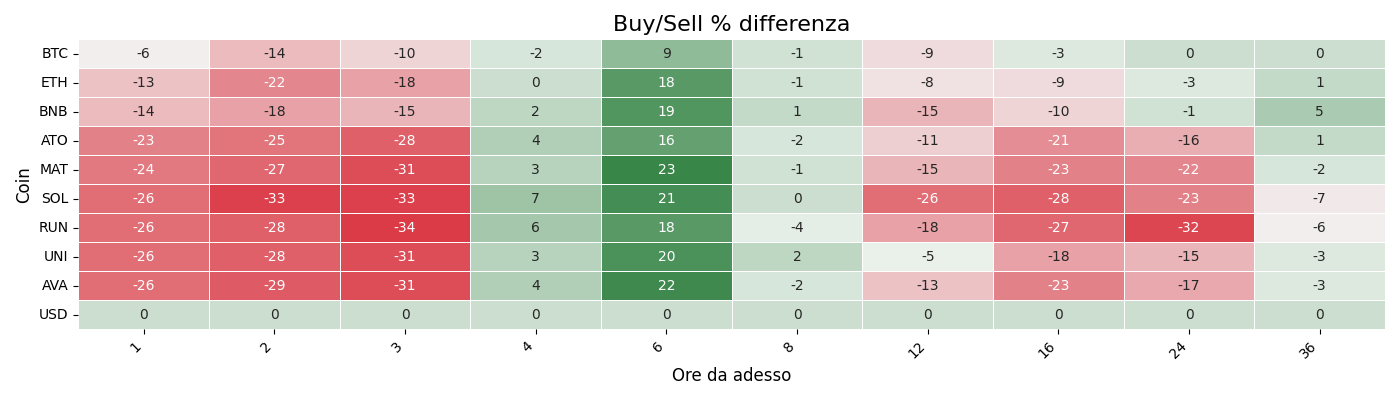 Buy/Sell % differenza
Coin
BTC -6 -14 -10 -2 9 -1 -9 -3 0 0
ETH -13 -22 -18 0 18 -1 -8 -9 -3 1
BNB -14 -18 -15 2 19 1 -15 -10 -1 5
ATO -23 -25 -28 4 16 -2 -11 -21 -16 1
MAT -24 -27 -31 3 23 -1 -15 -23 -22 -2
SOL -26 -33 -33 7 21 0 -26 -28 -23 -7
RUN -26 -28 -34 6 18 -4 -18 -27 -32 -6
UNI -26 -28 -31 3 20 2 -5 -18 -15 -3
AVA -26 -29 -31 4 22 -2 -13 -23 -17 -3
USD 0 0 0 0 0 0 0 0 0 0
1 2 3 4 6 8 12 16 24 36
Ore da adesso